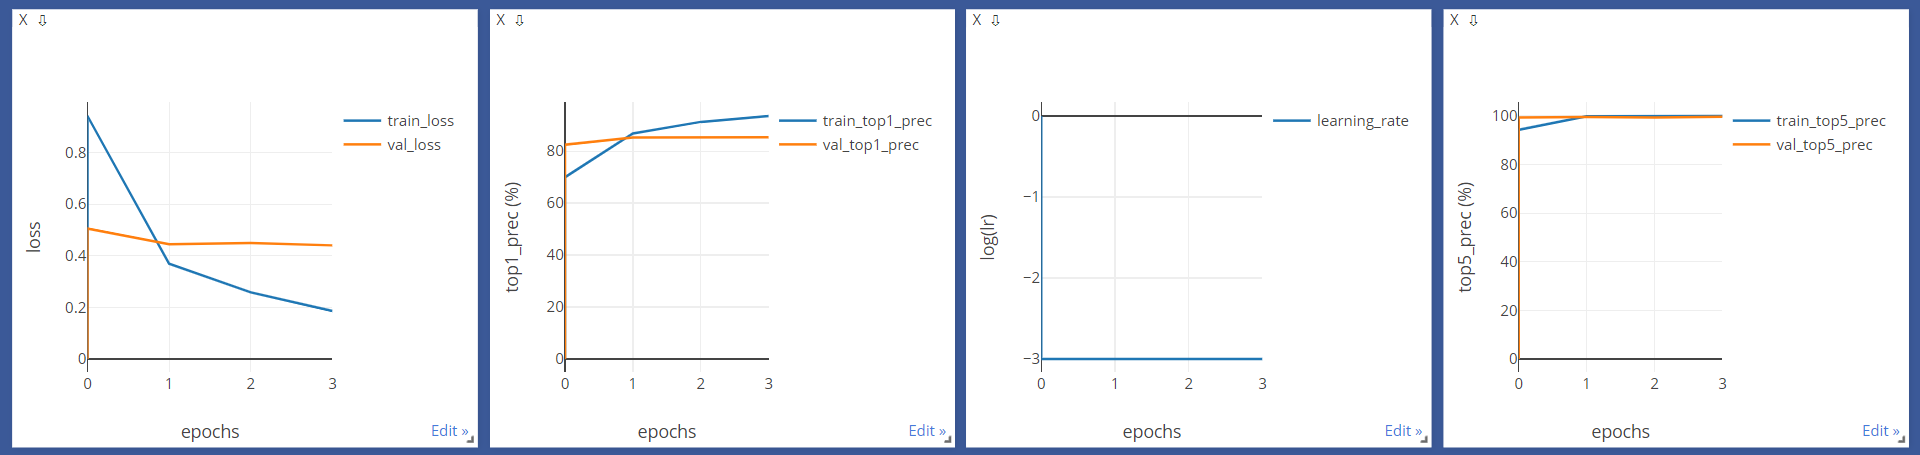 X ⇩
0.8
0.6
0.4
0.2
0
0 1 2 3
loss
epochs
train_loss
val_loss
Edit »
X ⇩
80
60
40
20
0
0 1 2 3
top1_prec (%)
epochs
train_top1_prec
val_top1_prec
Edit »
X ⇩
0
−1
−2
−3
0 1 2 3
log(lr)
epochs
learning_rate
Edit »
X ⇩
100
80
60
40
20
0
0 1 2 3
top5_prec (%)
epochs
train_top5_prec
val_top5_prec
Edit »